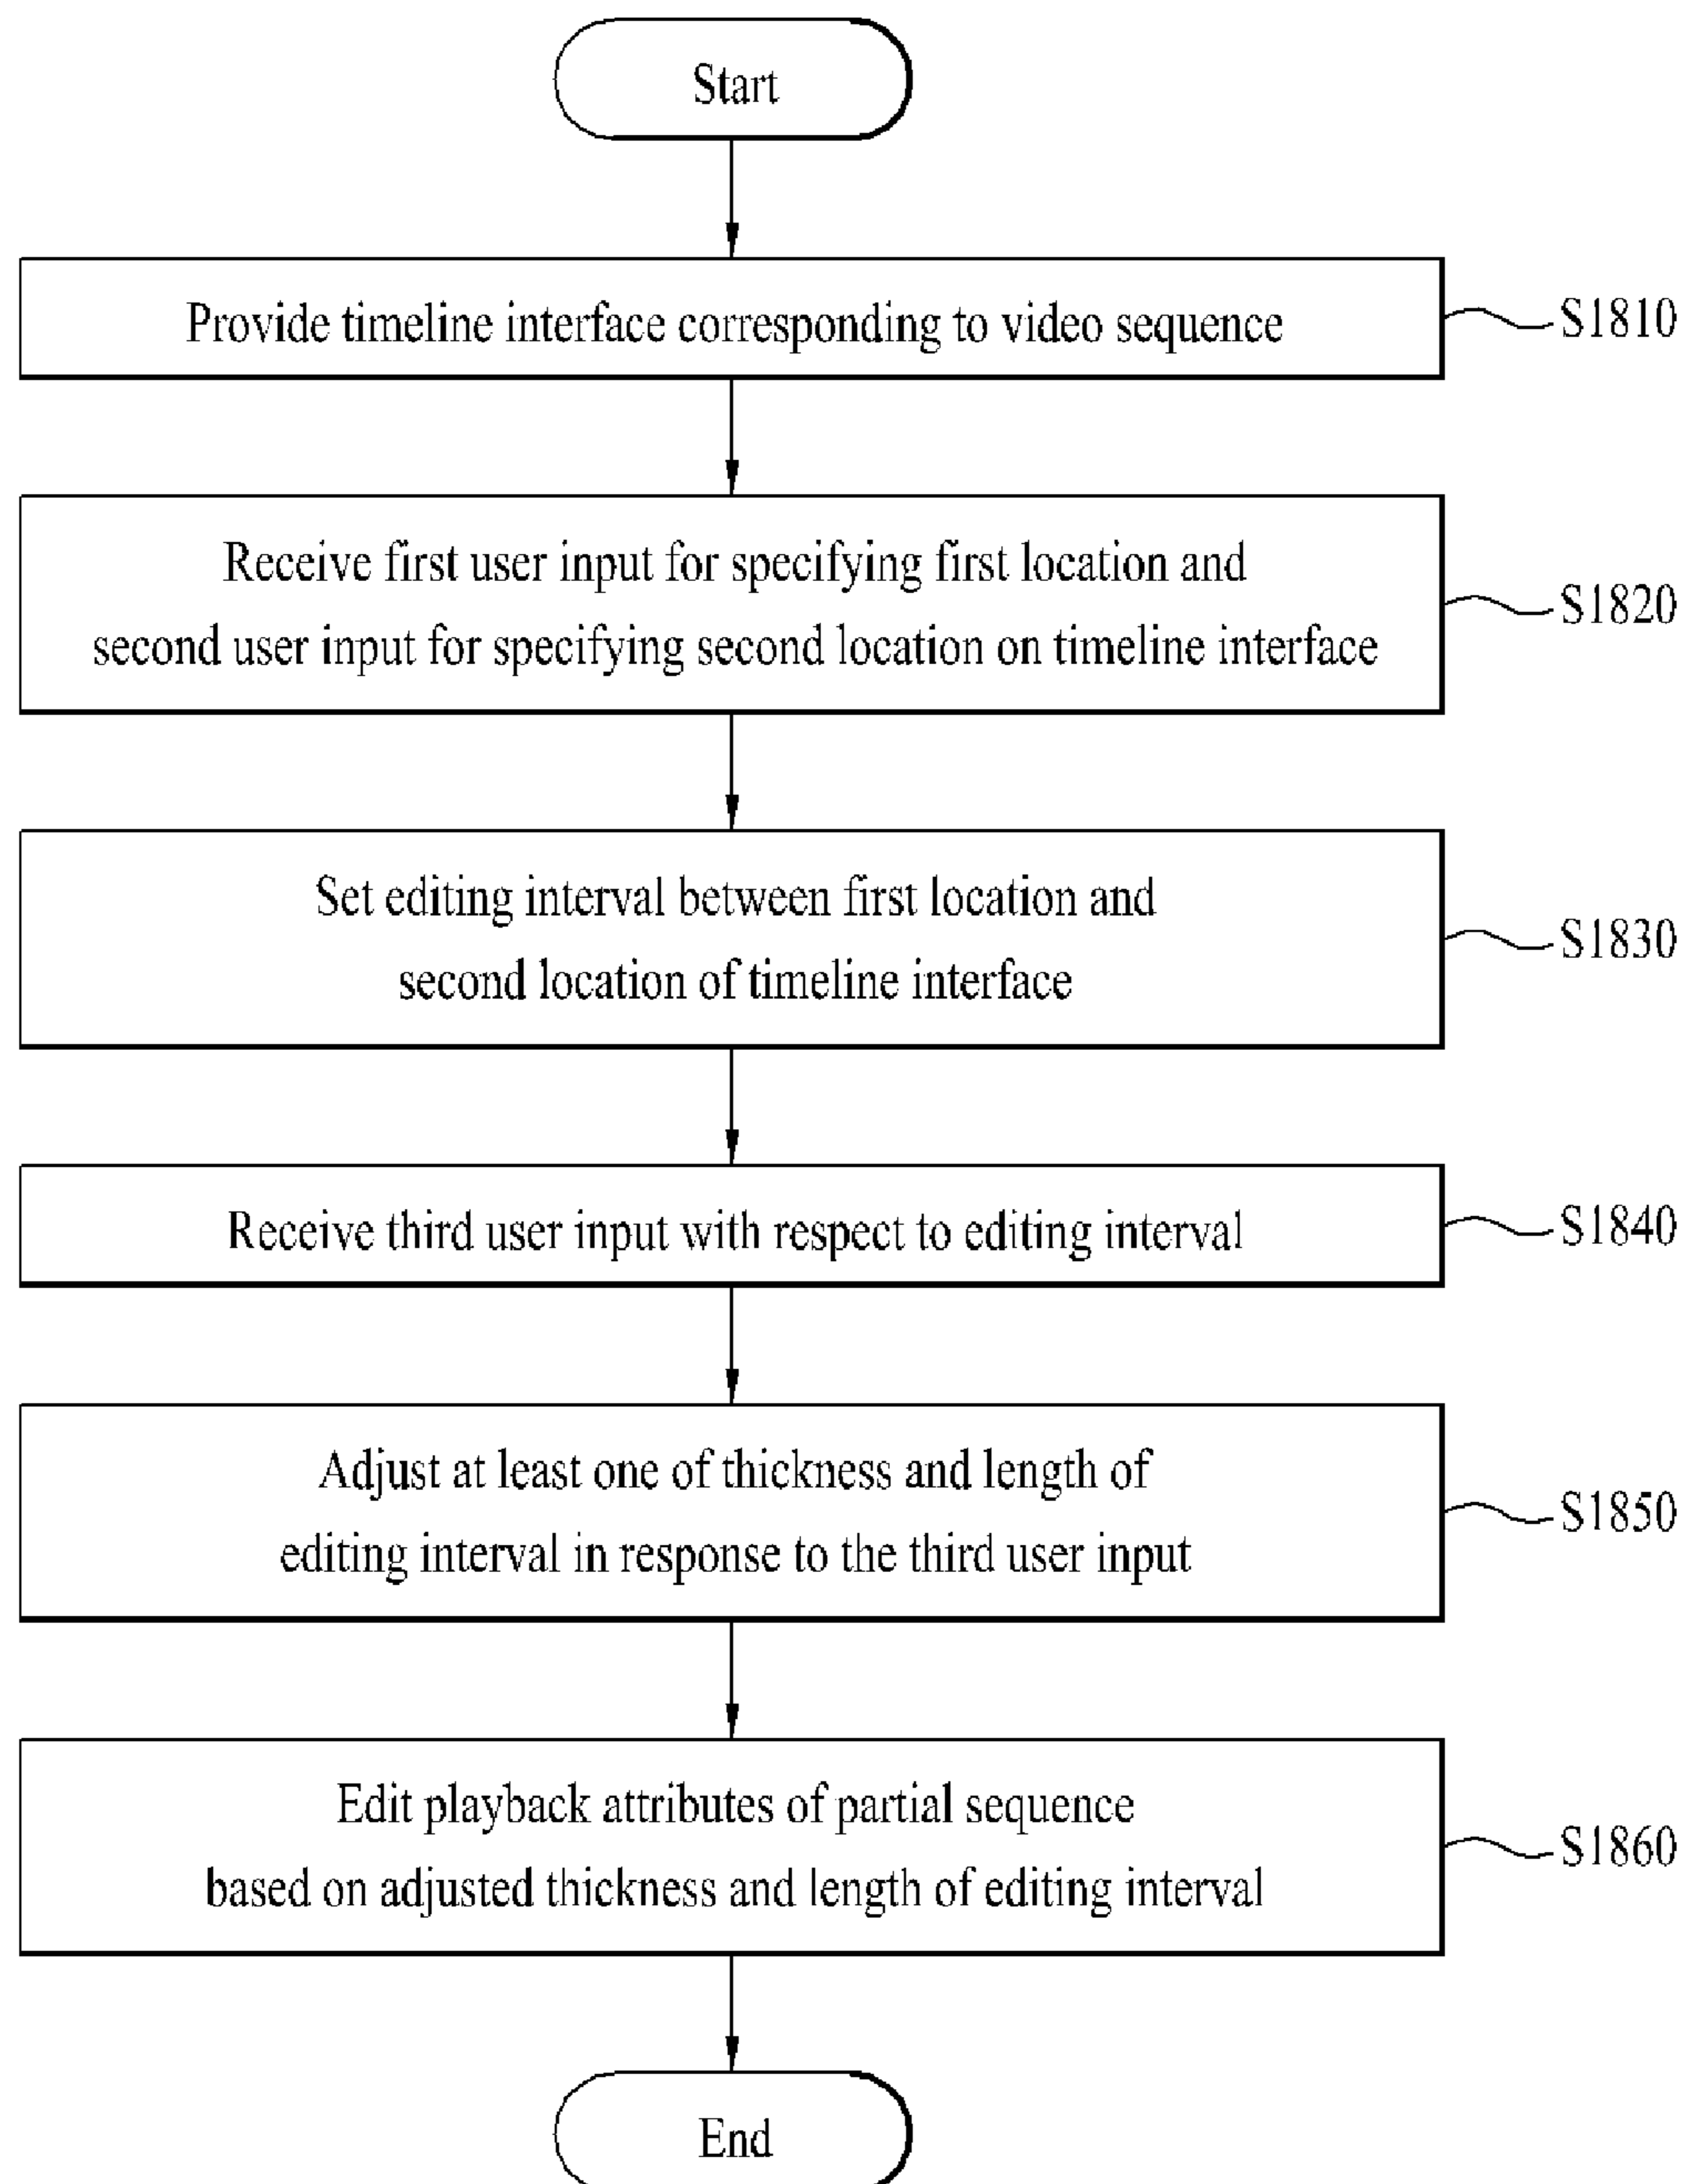 Start
Provide timeline interface corresponding to video sequence
S1810
Receive first user input for specifying first location and
second user input for specifying second location on timeline interface
S1820
Set editing interval between first location and
second location of timeline interface
S1830
Receive third user input with respect to editing interval
S1840
Adjust at least one of thickness and length of
editing interval in response to the third user input
S1850
Edit playback attributes of partial sequence
based on adjusted thickness and length of editing interval
S1860
End